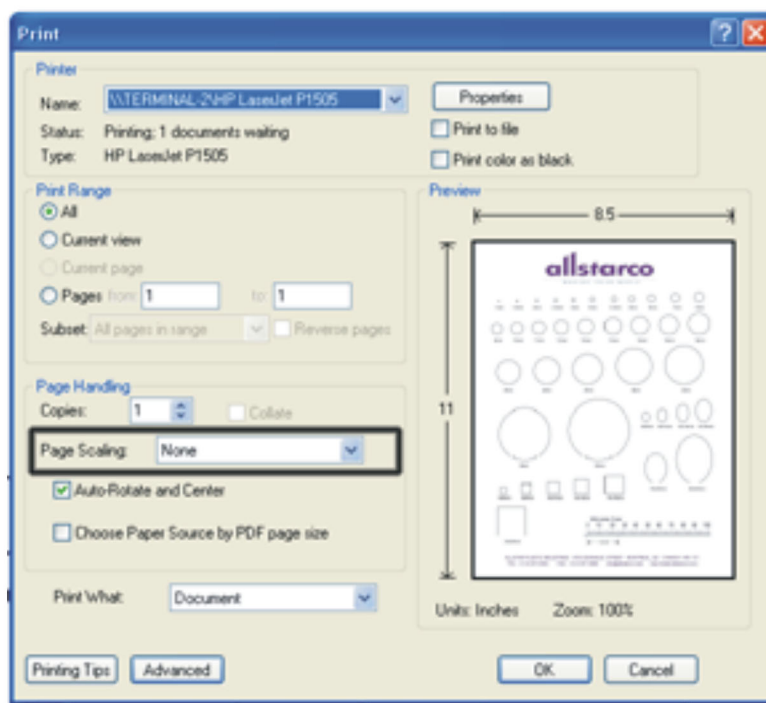 Print
Printer
Name: \\TERMINAL-2\HP LaserJet P1505
Properties
Status: Printing; 1 documents waiting
Print to file
Type: HP LaserJet P1505
Print color as black
Print Range
All
Current view
Current page
Pages from: 1 to: 1
Subset: All pages in range
Reverse pages
Page Handling
Copies: 1
Collate
Page Scaling: None
Auto-Rotate and Center
Choose Paper Source by PDF page size
Print What: Document
Preview
8.5
11
allstarco
Units: Inches Zoom: 100%
Printing Tips
Advanced
OK
Cancel